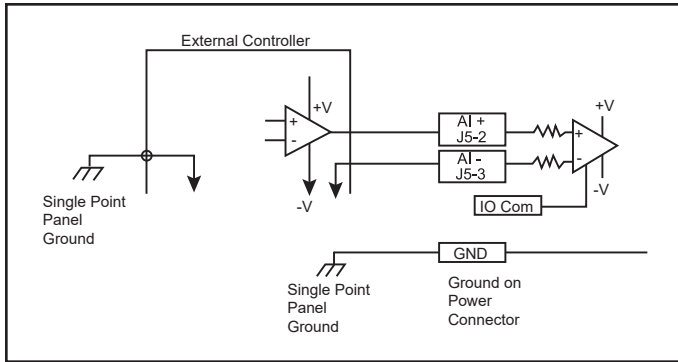 External Controller
+V
+
-
-V
AI +
J5-2
AI -
J5-3
+
-
+V
-V
IO Com
Single Point
Panel
Ground
GND
Single Point
Panel
Ground
Ground on
Power
Connector